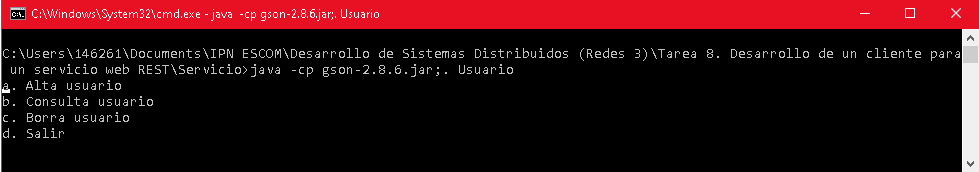 C:\Windows\System32\cmd.exe - java -cp gson-2.8.6.jar;. Usuario
C:\Users\146261\Documents\IPN ESCOM\Desarrollo de Sistemas Distribuidos (Redes 3)\Tarea 8. Desarrollo de un cliente para
un servicio web REST\Servicio>java -cp gson-2.8.6.jar;. Usuario
a. Alta usuario
b. Consulta usuario
c. Borra usuario
d. Salir